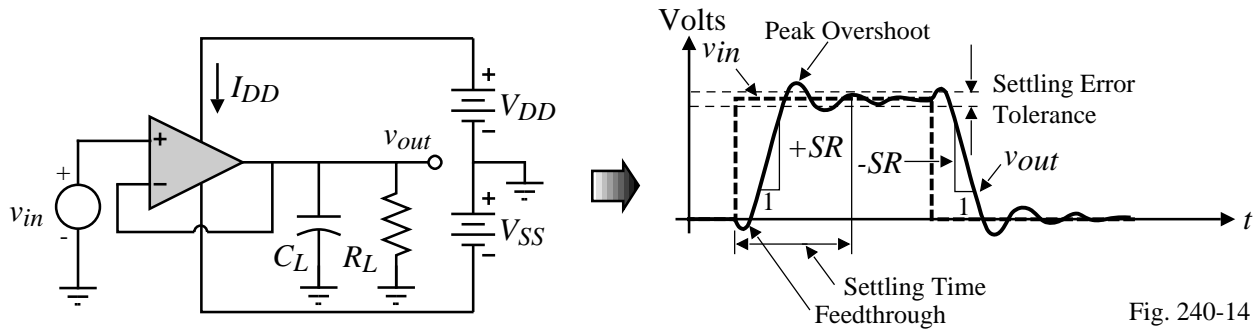 I_DD
+
V_DD
−
v_out
+
−
+
v_in
-
C_L
R_L
+
V_SS
−
Volts
v_in
Peak Overshoot
Settling Error
Tolerance
+SR
-SR
v_out
1
1
t
Settling Time
Feedthrough
Fig. 240-14